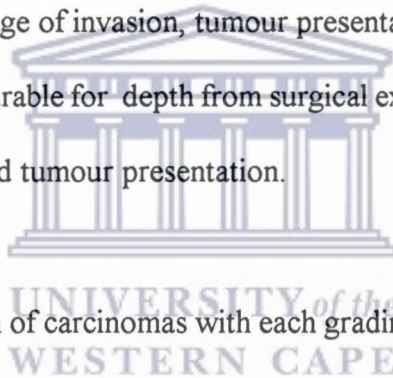 ge of invasion, tumour presenta
rable for depth from surgical ex
d tumour presentation.
UNIVERSITY of the
of carcinomas with each gradin
WESTERN CAPE